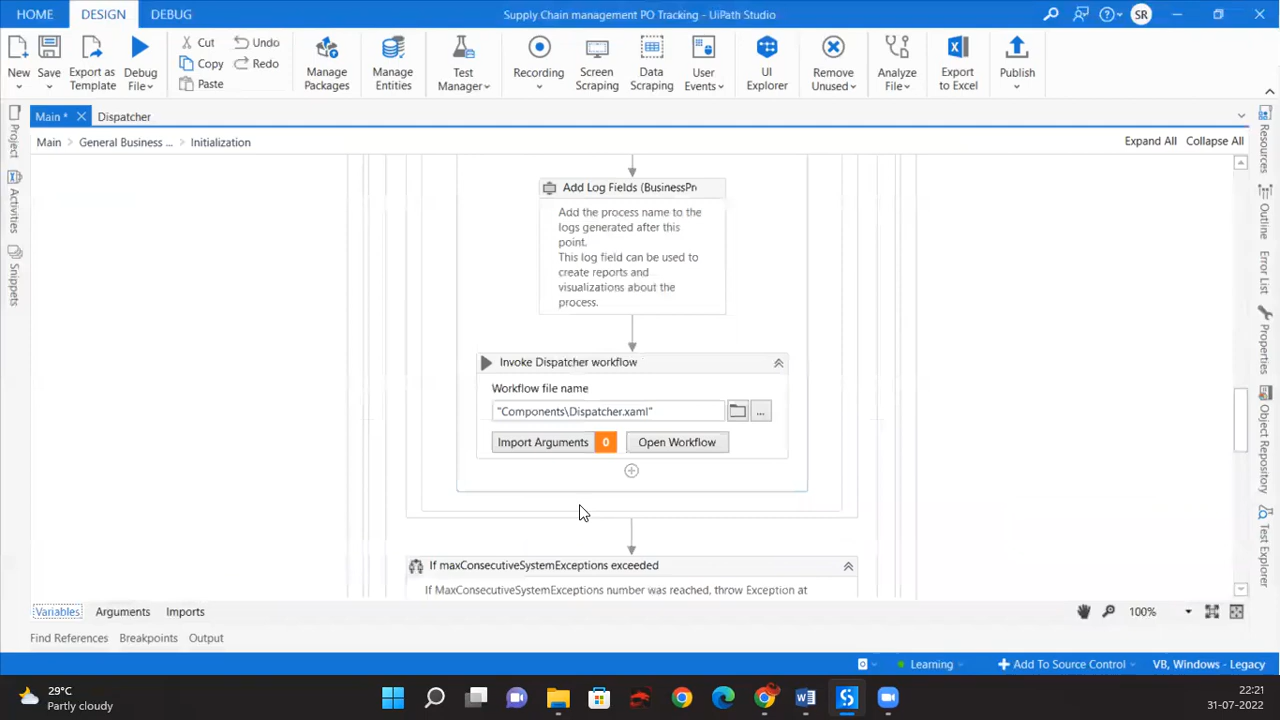 HOME DESIGN DEBUG Supply Chain management PO Tracking - UiPath Studio SR
New Save Export as Template Debug File Cut Copy Paste Undo Redo Manage Packages Manage Entities Test Manager Recording Screen Scraping Data Scraping User Events UI Explorer Remove Unused Analyze File Export to Excel Publish
Main * Dispatcher
Main > General Business ... > Initialization Expand All Collapse All
Project
Activities
Snippets
Add Log Fields (BusinessPr
Add the process name to the
logs generated after this
point.
This log field can be used to
create reports and
visualizations about the
process.
Invoke Dispatcher workflow
Workflow file name
"Components\Dispatcher.xaml"
...
Import Arguments 0 Open Workflow
If maxConsecutiveSystemExceptions exceeded
If MaxConsecutiveSystemExceptions number was reached, throw Exception at
Resources
Outline
Error List
Properties
Object Repository
Test Explorer
Variables Arguments Imports 100%
Find References Breakpoints Output
0 Learning Add To Source Control VB, Windows - Legacy
29°C
Partly cloudy
22:21
31-07-2022